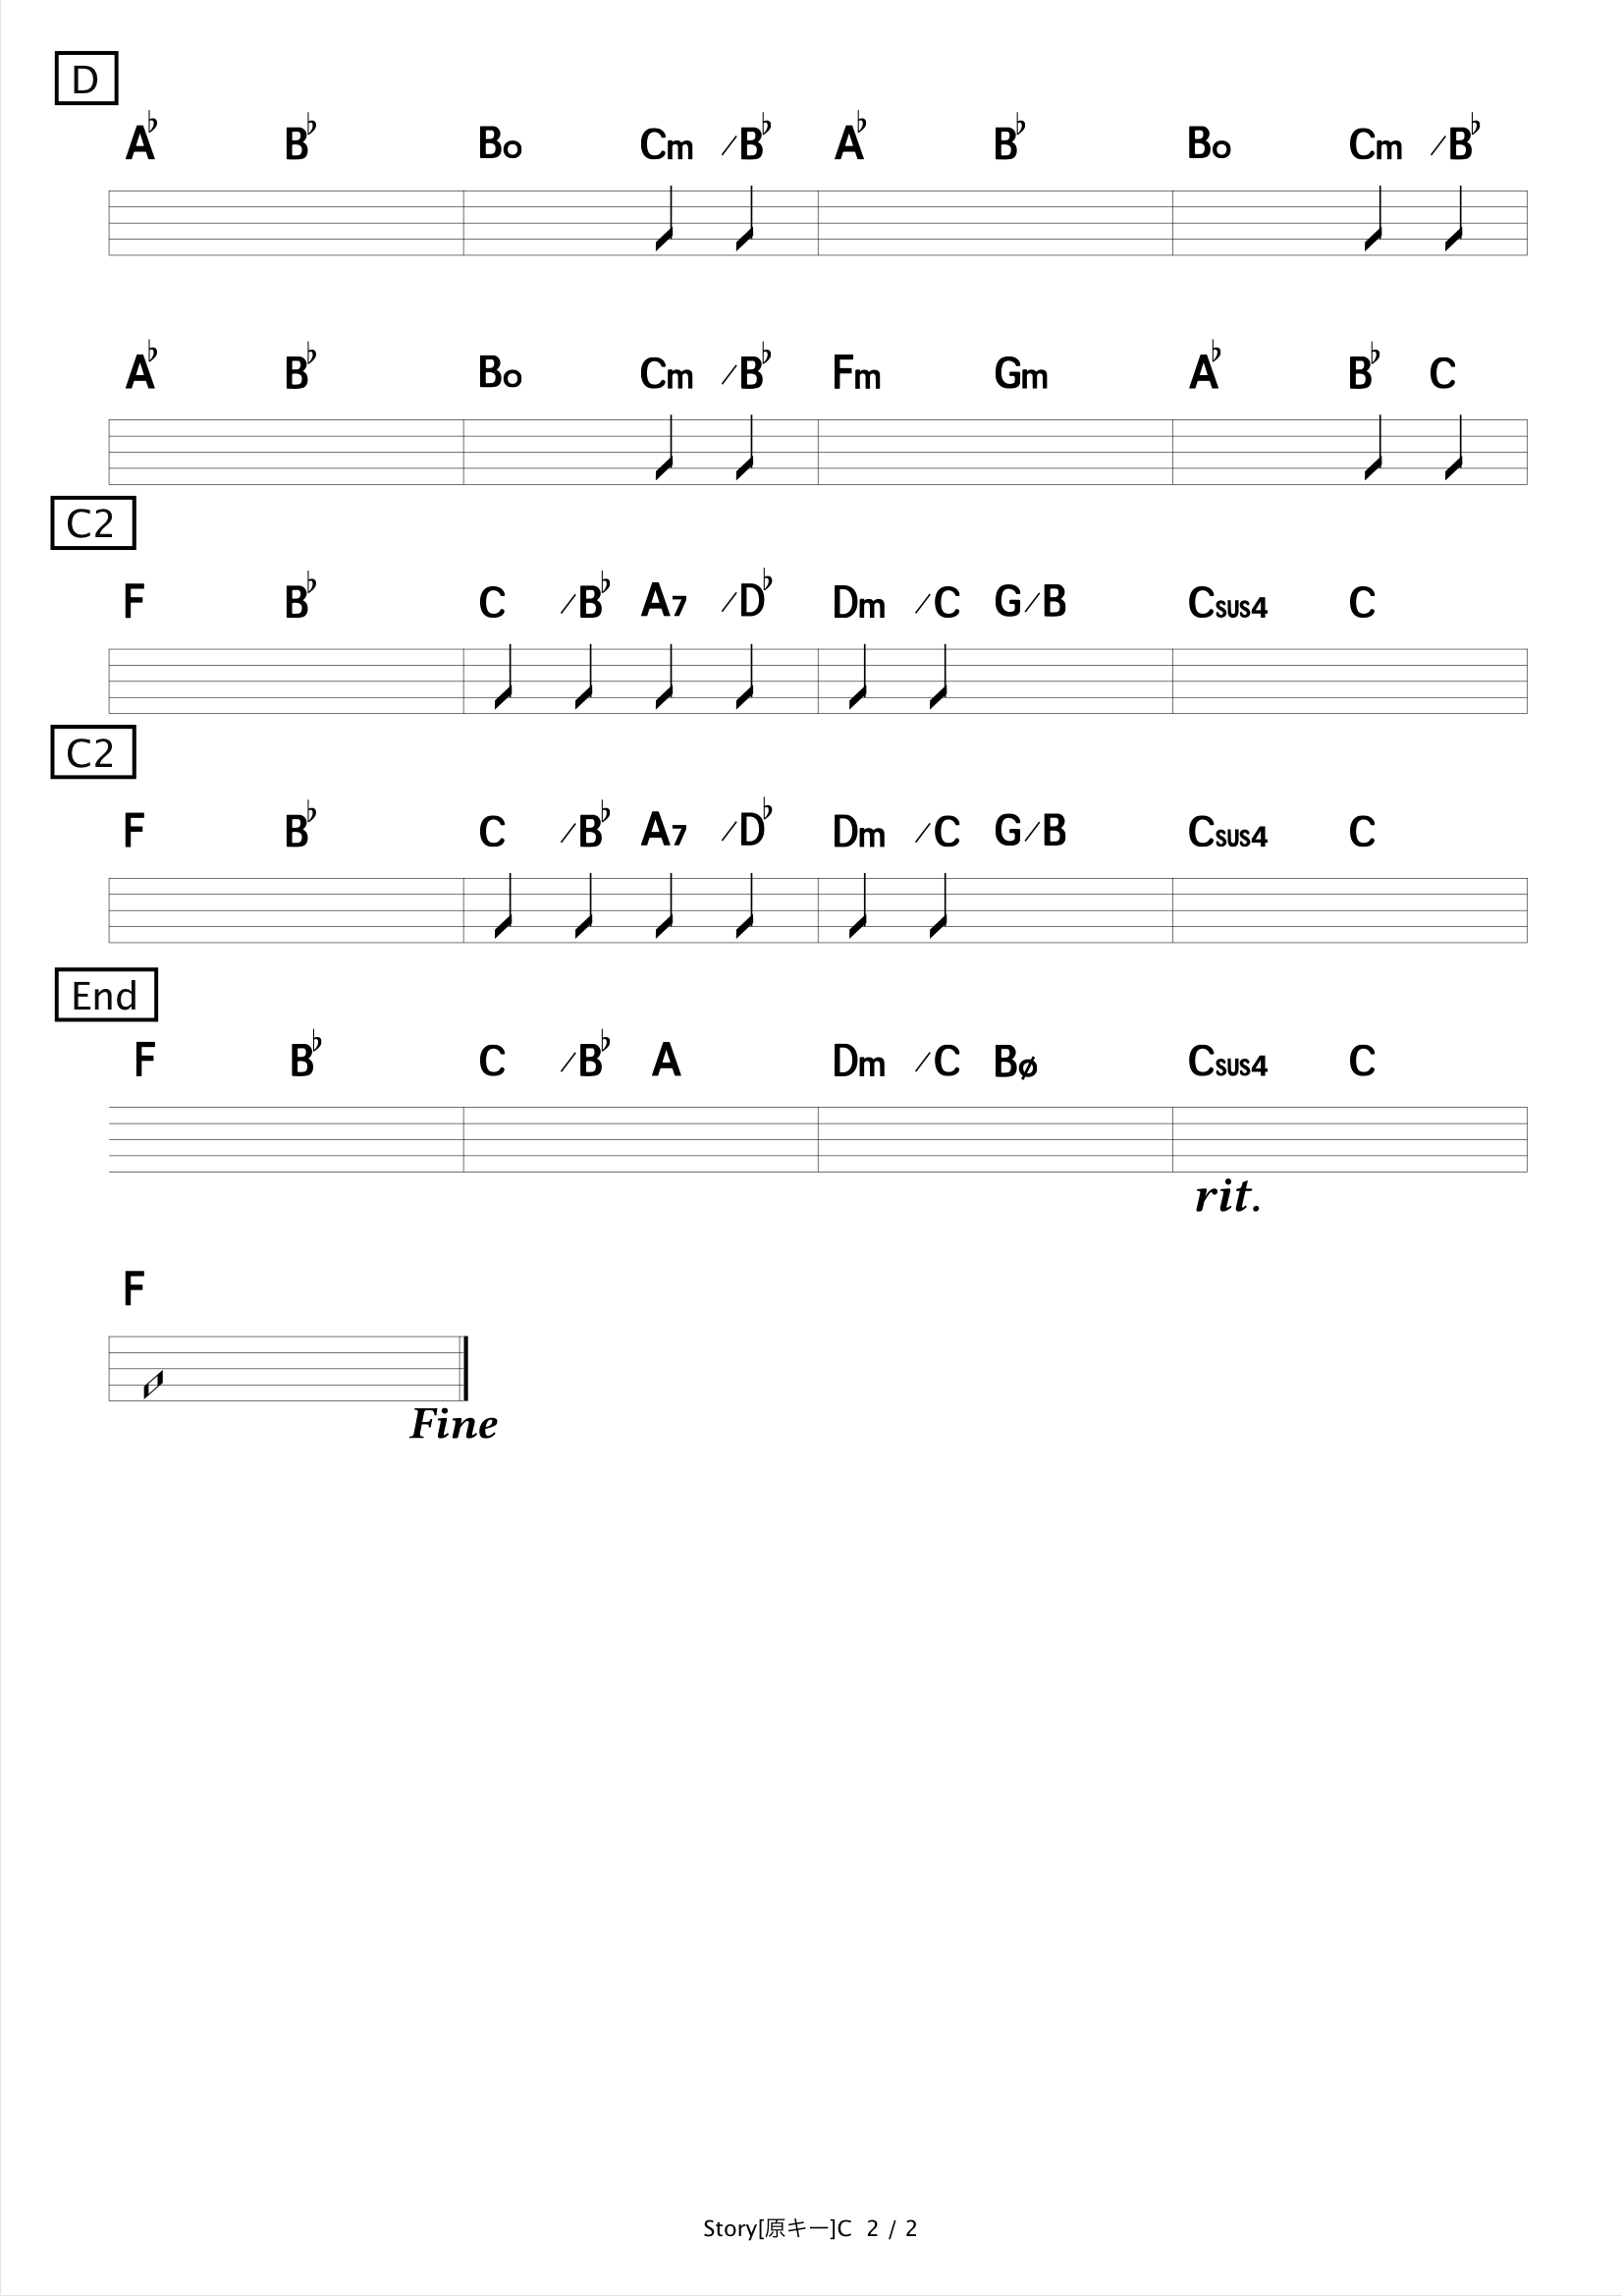 D
A♭ B♭ Bo Cm /B♭ A♭ B♭ Bo Cm /B♭
A♭ B♭ Bo Cm /B♭ Fm Gm A♭ B♭ C
C2
F B♭ C /B♭ A7 /D♭ Dm /C G/B Csus4 C
C2
F B♭ C /B♭ A7 /D♭ Dm /C G/B Csus4 C
End
F B♭ C /B♭ A Dm /C Bø Csus4 C
rit.
F
Fine
Story[原キー]C 2 / 2